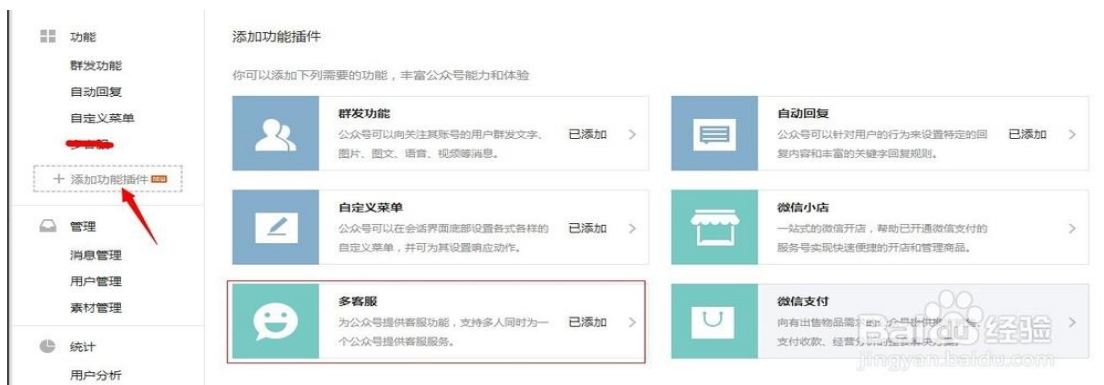 功能
群发功能
自动回复
自定义菜单
多客服
添加功能插件 NEW
管理
消息管理
用户管理
素材管理
统计
用户分析
添加功能插件
你可以添加下列需要的功能，丰富公众号能力和体验
群发功能
公众号可以向关注其账号的用户群发文字、
图片、图文、语音、视频等消息。
已添加
自动回复
公众号可以针对用户的行为来设置特定的回
复内容和丰富的关键字回复规则。
已添加
自定义菜单
公众号可以在会话界面底部设置各式各样的
自定义菜单，并可为其设置响应动作。
已添加
微信小店
一站式的微信开店，帮助已开通微信支付的
服务号实现快速便捷的开店和管理商品。
多客服
为公众号提供客服功能，支持多人同时为一
个公众号提供客服服务。
已添加
微信支付
向有出售物品需求的公众号提供推
支付收款、经营分
Baidu经验
jingyan.baidu.com